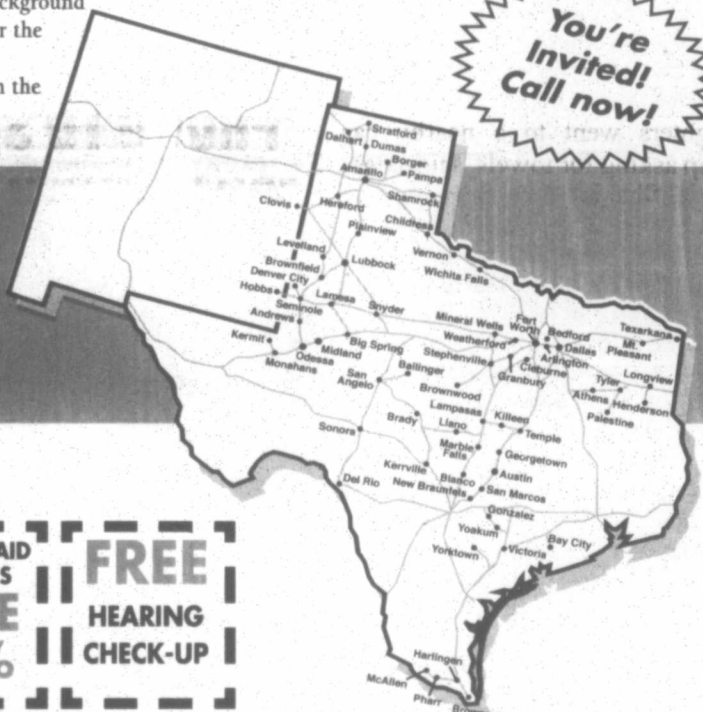 ckground
r the
n the
You're
Invited!
Call now!
Stratford
Dalhart
Dumas
Borger
Amarillo
Pampa
Shamrock
Clovis
Hereford
Childress
Plainview
Vernon
Levelland
Lubbock
Wichita Falls
Brownfield
Denver City
Hobbs
Lamesa
Seminole
Snyder
Andrews
Mineral Wells
Fort
Worth
Bedford
Texarkana
Weatherford
Dallas
Mt.
Pleasant
Kermit
Big Spring
Arlington
Midland
Stephenville
Cleburne
Odessa
Monahans
Granbury
Longview
San
Angelo
Ballinger
Tyler
Brownwood
Athens
Henderson
Palestine
Lampasas
Killeen
Brady
Llano
Temple
Sonora
Marble
Falls
Georgetown
Kerrville
Austin
Del Rio
Blanco
New Braunfels
San Marcos
Gonzalez
Yoakum
Bay City
Yorktown
Victoria
AID
S
E
Y
O
FREE
HEARING
CHECK-UP
Harlingen
McAllen
Pharr
Brow